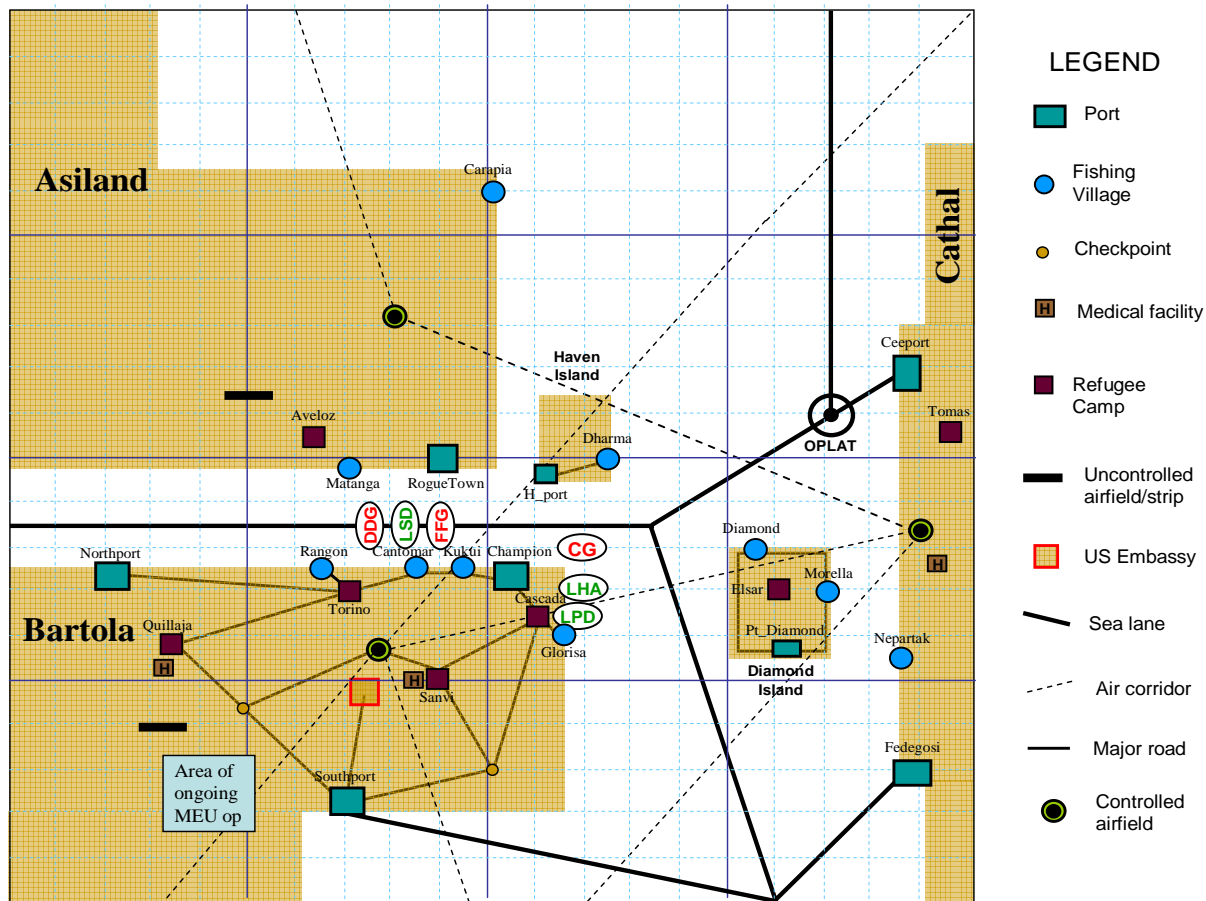 Asiland
Carapia
Cathal
Ceeport
Haven
Island
Aveloz
Dharma
Tomas
OPLAT
Matanga
RogueTown
H_port
DDG
LSD
FFG
Diamond
Northport
Rangon
Cantomar
Kukui
Champion
CG
Torino
Cascada
LHA
LPD
Elsar
Morella
Bartola
Quillaja
H
Glorisa
Pt_Diamond
Nepartak
H
H
Sanvi
Diamond
Island
Area of
ongoing
MEU op
Southport
Fedegosi
LEGEND
Port
Fishing
Village
Checkpoint
H
Medical facility
Refugee
Camp
Uncontrolled
airfield/strip
US Embassy
Sea lane
Air corridor
Major road
Controlled
airfield